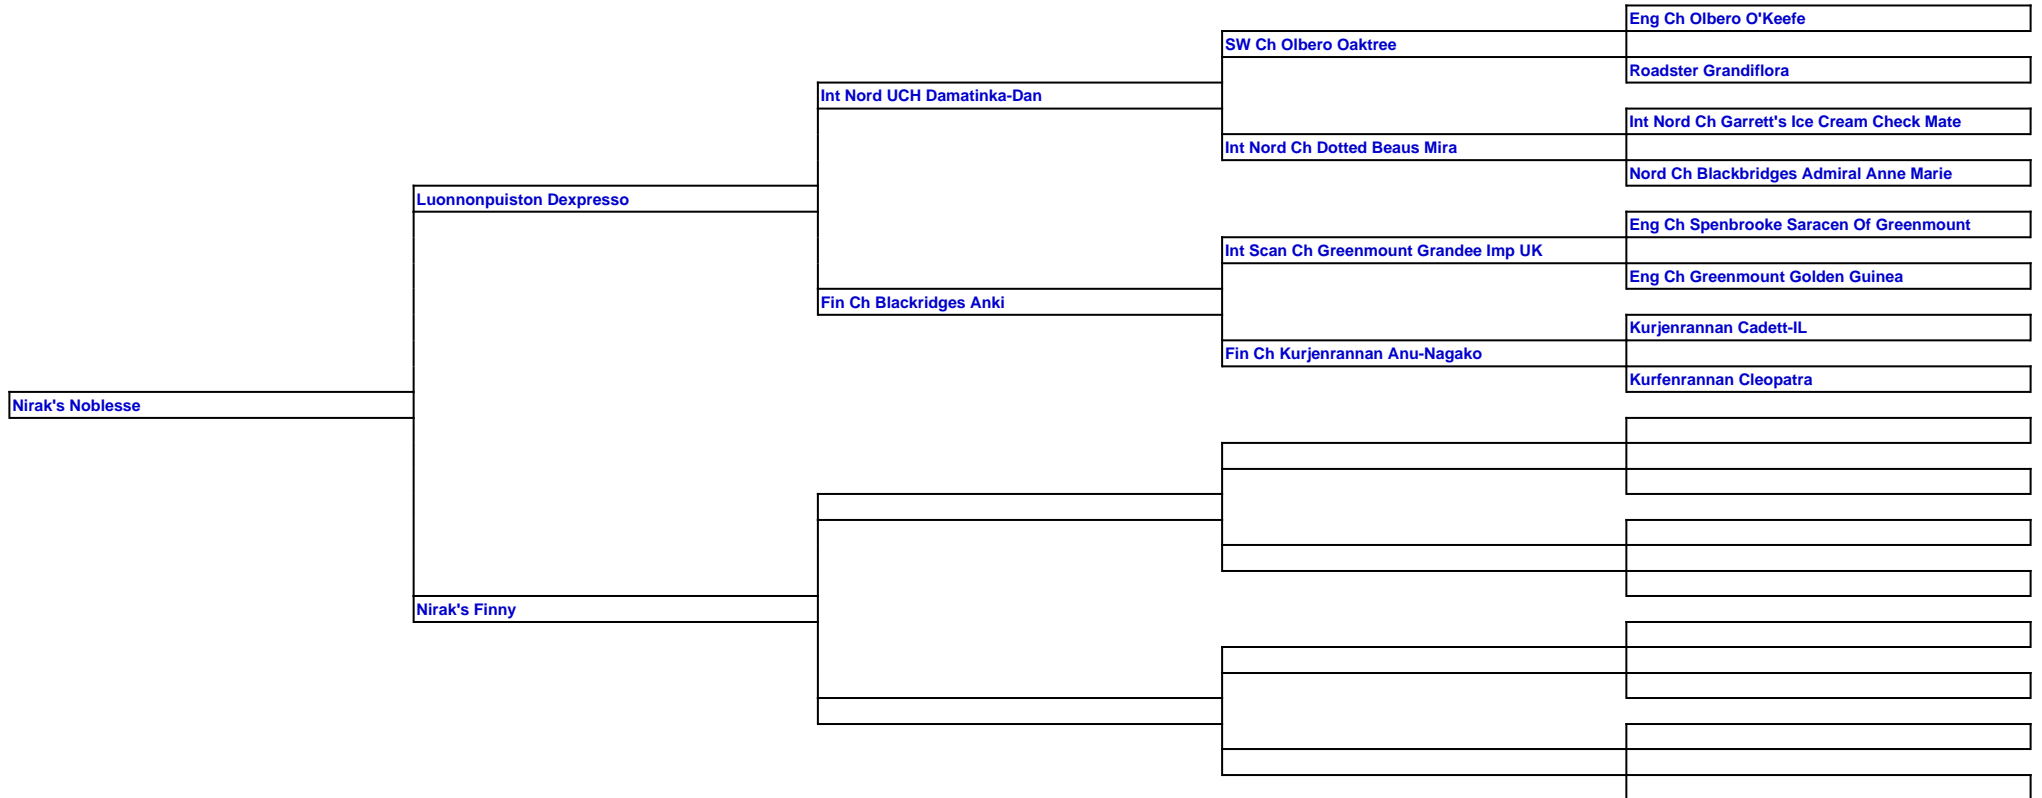 Eng Ch Olbero O'Keefe
SW Ch Olbero Oaktree
Roadster Grandiflora
Int Nord UCH Damatinka-Dan
Int Nord Ch Garrett's Ice Cream Check Mate
Int Nord Ch Dotted Beaus Mira
Nord Ch Blackbridges Admiral Anne Marie
Luonnonpuiston Dexpresso
Eng Ch Spenbrooke Saracen Of Greenmount
Int Scan Ch Greenmount Grandee Imp UK
Eng Ch Greenmount Golden Guinea
Fin Ch Blackridges Anki
Kurjenrannan Cadett-IL
Fin Ch Kurjenrannan Anu-Nagako
Kurfenrannan Cleopatra
Nirak's Noblesse
Nirak's Finny